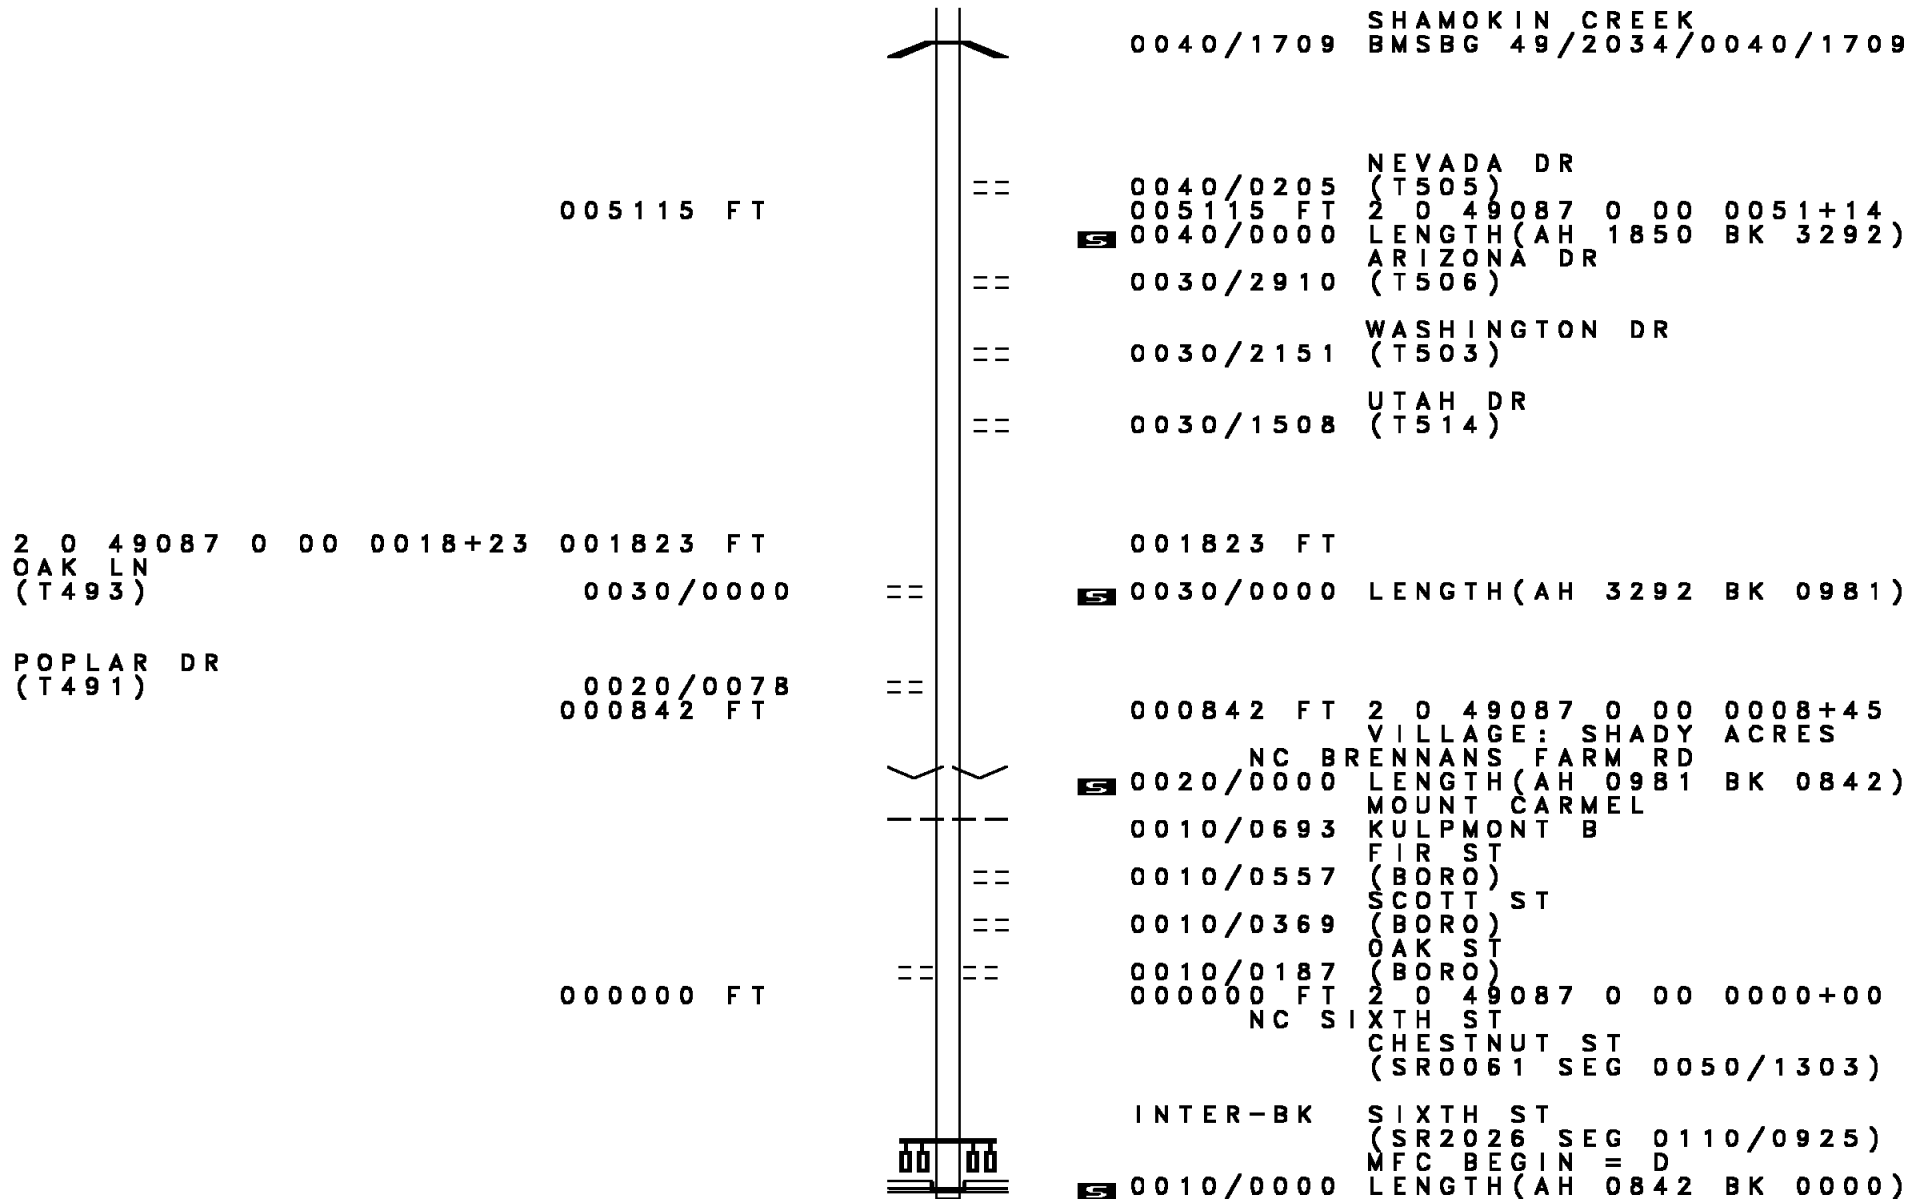 SHAMOKIN CREEK
0040/1709 BMSBG 49/2034/0040/1709
NEVADA DR
0040/0205 (T505)
005115 FT 005115 FT 2 0 49087 0 00 0051+14
S 0040/0000 LENGTH(AH 1850 BK 3292)
ARIZONA DR
0030/2910 (T506)
WASHINGTON DR
0030/2151 (T503)
UTAH DR
0030/1508 (T514)
2 0 49087 0 00 0018+23 001823 FT 001823 FT
OAK LN
(T493) 0030/0000 S 0030/0000 LENGTH(AH 3292 BK 0981)
POPLAR DR
(T491) 0020/0078
000842 FT 000842 FT 2 0 49087 0 00 0008+45
VILLAGE: SHADY ACRES
NC BRENNANS FARM RD
S 0020/0000 LENGTH(AH 0981 BK 0842)
MOUNT CARMEL
0010/0693 KULPMONT B
FIR ST
0010/0557 (BORO)
SCOTT ST
0010/0369 (BORO)
OAK ST
0010/0187 (BORO)
000000 FT 000000 FT 2 0 49087 0 00 0000+00
NC SIXTH ST
CHESTNUT ST
(SR0061 SEG 0050/1303)
INTER-BK SIXTH ST
(SR2026 SEG 0110/0925)
MFC BEGIN = D
S 0010/0000 LENGTH(AH 0842 BK 0000)